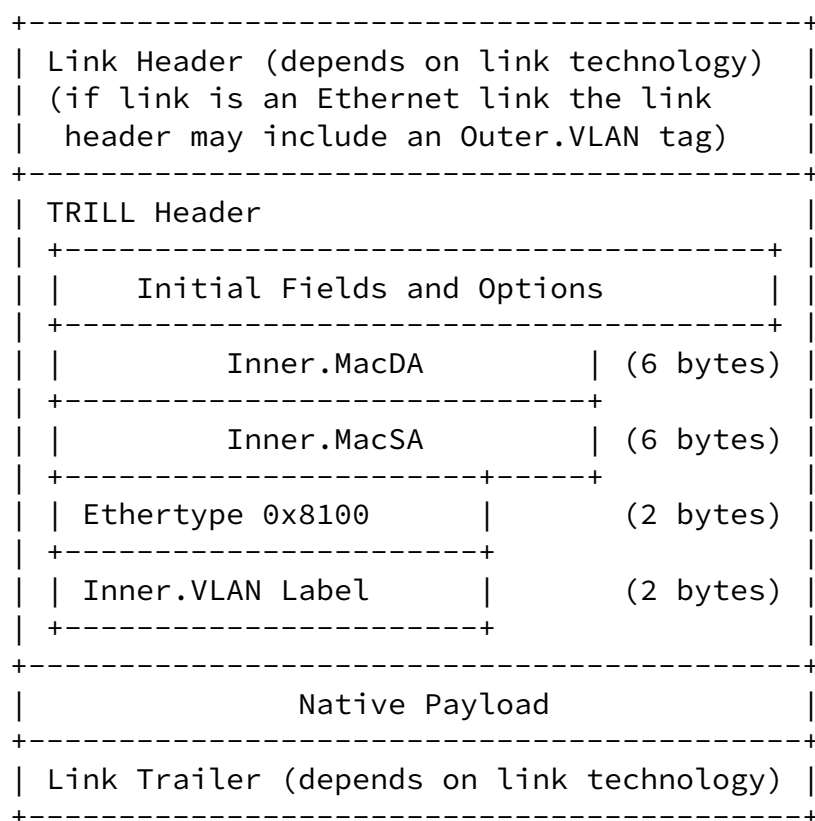 Link Header (depends on link technology)
(if link is an Ethernet link the link
header may include an Outer.VLAN tag)
TRILL Header
Initial Fields and Options
Inner.MacDA (6 bytes)
Inner.MacSA (6 bytes)
Ethertype 0x8100 (2 bytes)
Inner.VLAN Label (2 bytes)
Native Payload
Link Trailer (depends on link technology)